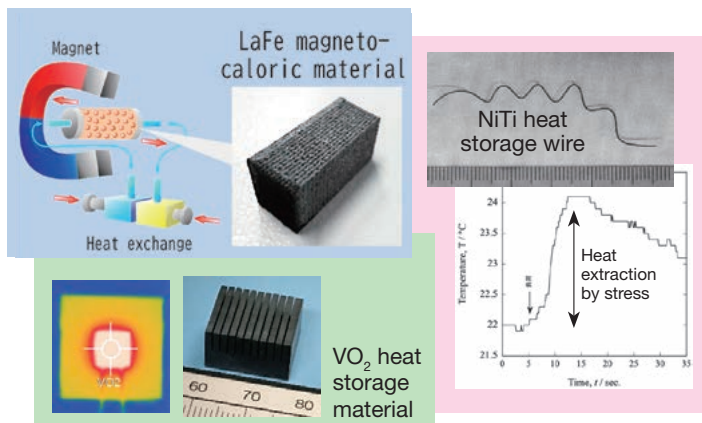 Magnet
LaFe magneto-
caloric material
Heat exchange
NiTi heat
storage wire
Temperature, T / °C
23.5
23
22.5
22
21.5
0
5
10
15
20
25
30
35
Time, t / sec.
Heat
extraction
by stress
VO2
60
70
80
VO₂ heat
storage
material